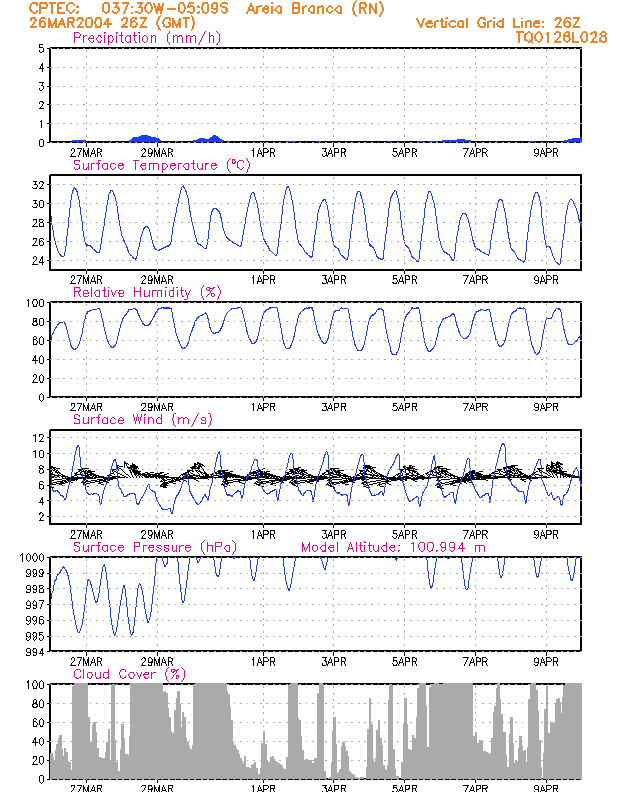 CPTEC: 037:30W-05:09S Areia Branca (RN)
26MAR2004 26Z (GMT) Vertical Grid Line: 26Z
Precipitation (mm/h) TQ0126L028
5
4
3
2
1
0
27MAR 29MAR 1APR 3APR 5APR 7APR 9APR
Surface Temperature (°C)
32
30
28
26
24
27MAR 29MAR 1APR 3APR 5APR 7APR 9APR
Relative Humidity (%)
100
80
60
40
20
0
27MAR 29MAR 1APR 3APR 5APR 7APR 9APR
Surface Wind (m/s)
12
10
8
6
4
2
27MAR 29MAR 1APR 3APR 5APR 7APR 9APR
Surface Pressure (hPa) Model Altitude: 100.994 m
1000
999
998
997
996
995
994
27MAR 29MAR 1APR 3APR 5APR 7APR 9APR
Cloud Cover (%)
100
80
60
40
20
0
27MAR 29MAR 1APR 3APR 5APR 7APR 9APR